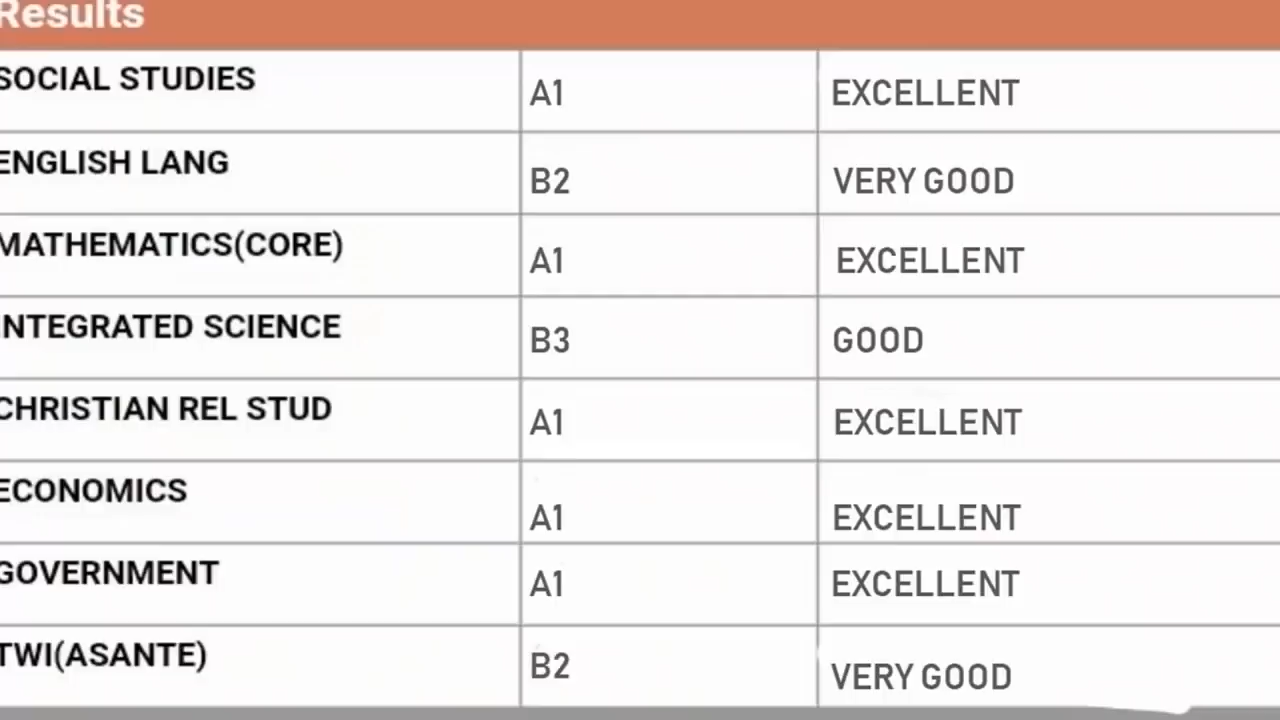 Results
SOCIAL STUDIES A1 EXCELLENT
ENGLISH LANG B2 VERY GOOD
MATHEMATICS(CORE) A1 EXCELLENT
INTEGRATED SCIENCE B3 GOOD
CHRISTIAN REL STUD A1 EXCELLENT
ECONOMICS A1 EXCELLENT
GOVERNMENT A1 EXCELLENT
TWI(ASANTE) B2 VERY GOOD